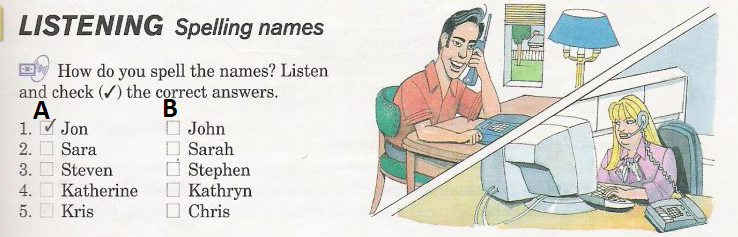 LISTENING Spelling names
How do you spell the names? Listen
and check (✓) the correct answers.
A B
1. ✓ Jon □ John
2. □ Sara □ Sarah
3. □ Steven □ Stephen
4. □ Katherine □ Kathryn
5. □ Kris □ Chris